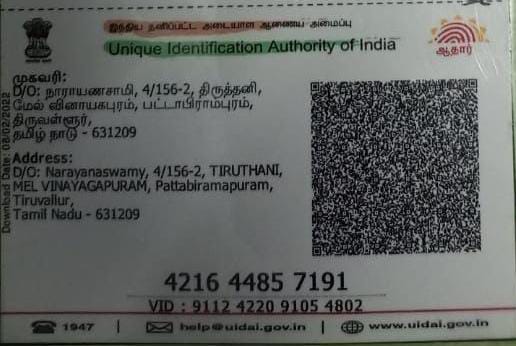 இந்திய தனிப்பட்ட அடையாள ஆணைய அமைப்பு
Unique Identification Authority of India
ஆதார்
முகவரி:
D/O: நாராயணசாமி, 4/156-2, திருத்தணி,
மேல் விநாயகபுரம், பட்டாபிராமபுரம்,
திருவள்ளூர்,
தமிழ் நாடு - 631209
Address:
D/O: Narayanaswamy, 4/156-2, TIRUTHANI,
MEL VINAYAGAPURAM, Pattabiramapuram,
Tiruvallur,
Tamil Nadu - 631209
Download Date: 08/02/2022
4216 4485 7191
VID : 9112 4220 9105 4802
1947 | help@uidai.gov.in | www.uidai.gov.in